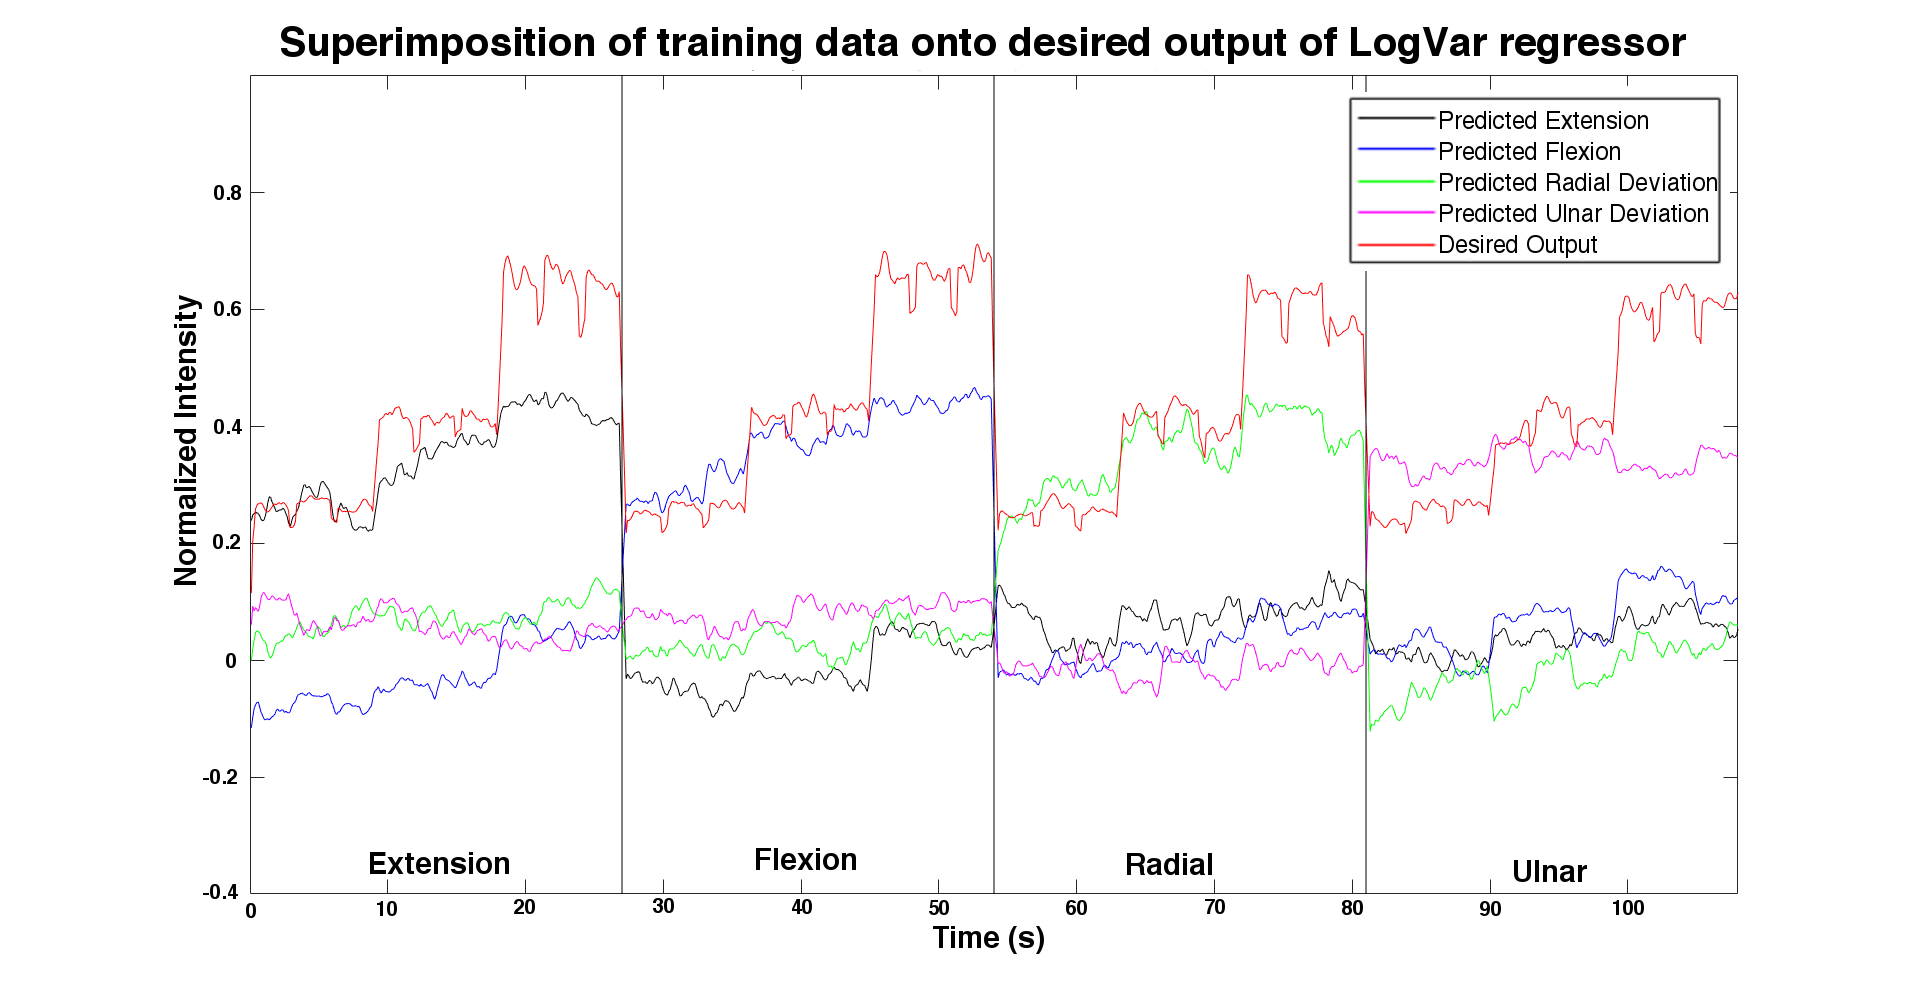 Superimposition of training data onto desired output of LogVar regressor
Predicted Extension
Predicted Flexion
Predicted Radial Deviation
Predicted Ulnar Deviation
Desired Output
Normalized Intensity
0.8
0.6
0.4
0.2
0
-0.2
-0.4
Extension
Flexion
Radial
Ulnar
0 10 20 30 40 50 60 70 80 90 100
Time (s)